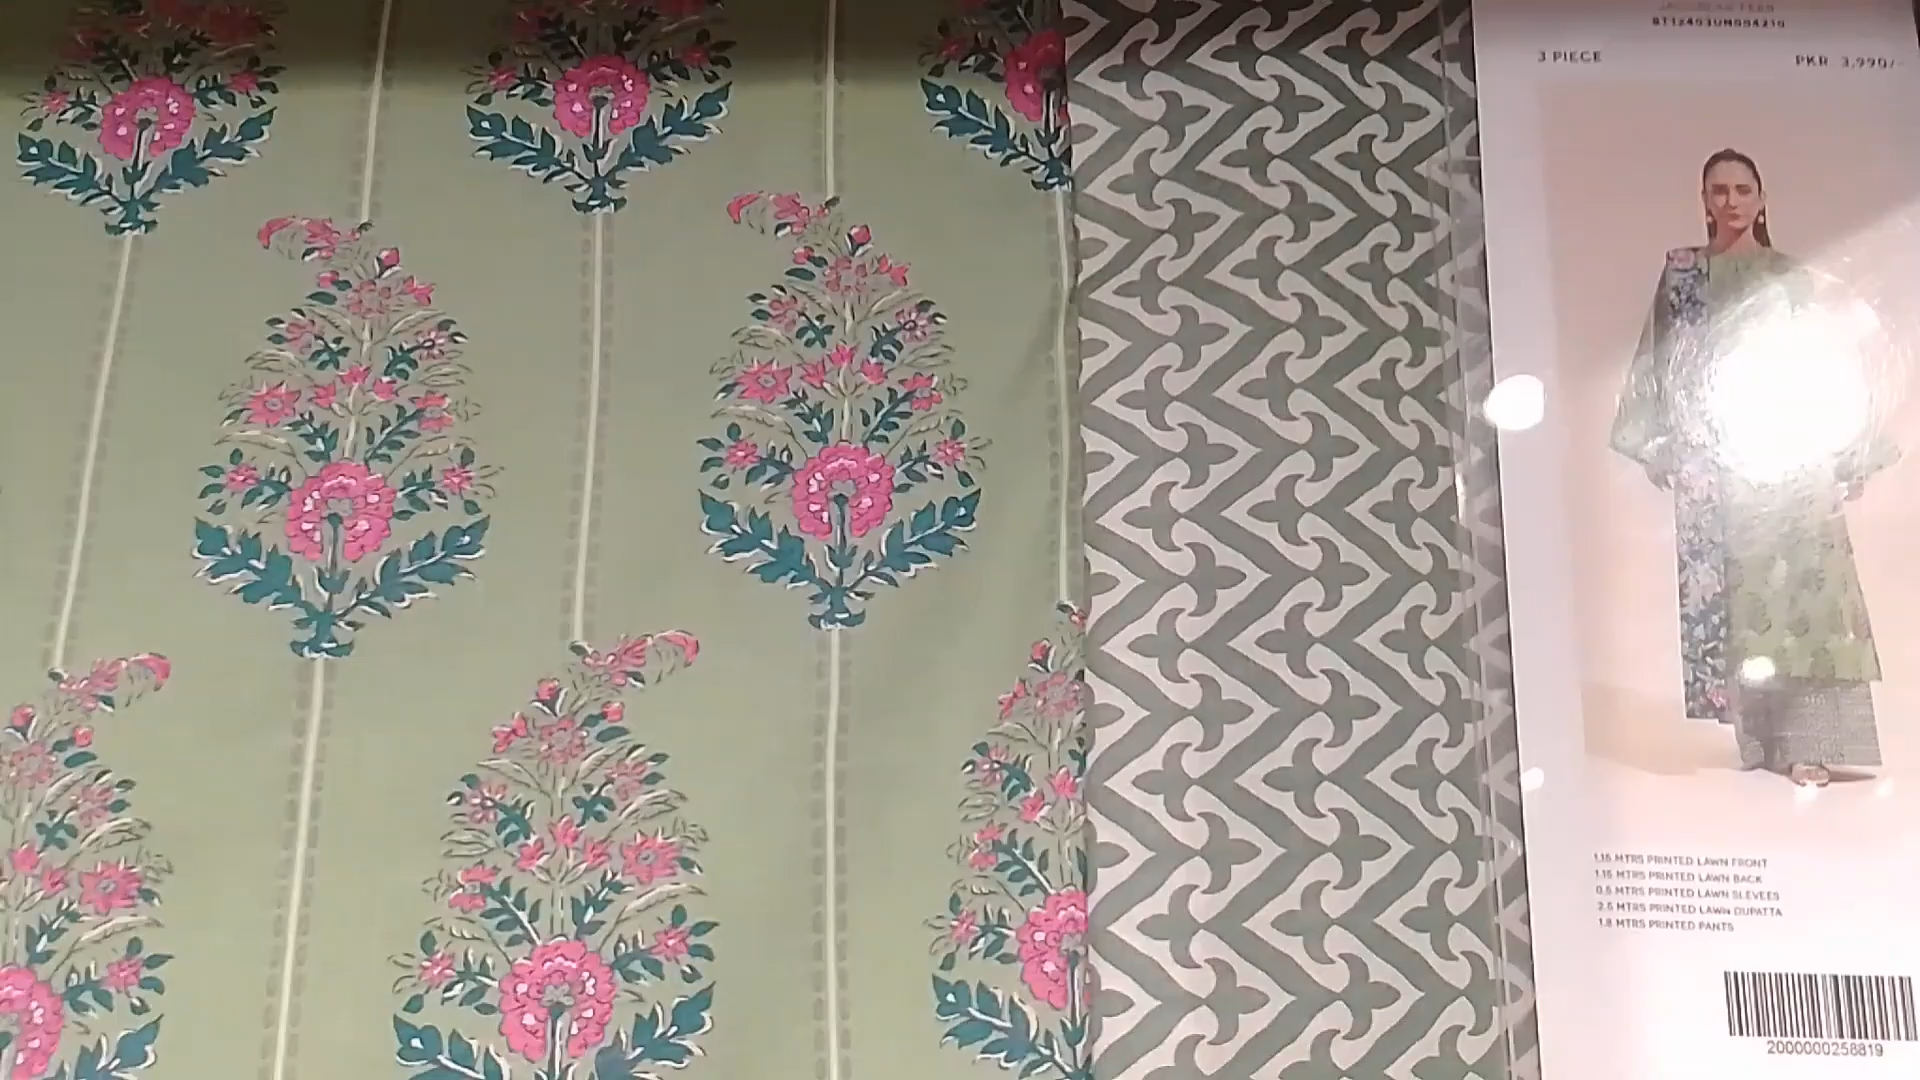 3 PIECE
PKR 3,990/-
1.15 MTRS PRINTED LAWN FRONT
1.15 MTRS PRINTED LAWN BACK
0.5 MTRS PRINTED LAWN SLEVEES
2.5 MTRS PRINTED LAWN DUPATTA
1.8 MTRS PRINTED PANTS
2000000258819